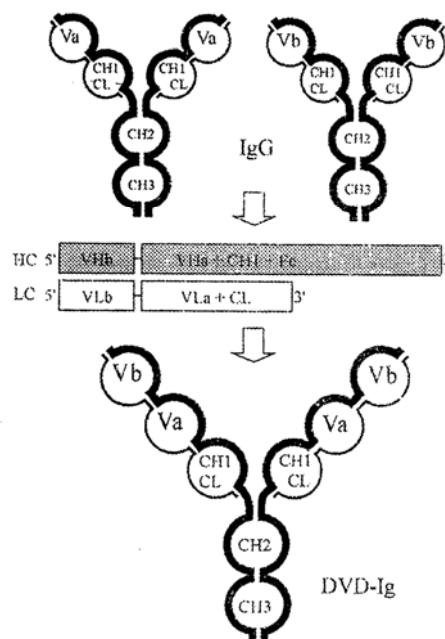 Va Va Vb Vb
CH1 CH1 CH1 CH1
CL CL CL CL
CH2 CH2
IgG
CH3 CH3
HC 5' VHb VHa + CH1 + Fc
LC 5' VLb VLa + CL 3'
Vb Vb
Va Va
CH1 CH1
CL CL
CH2
DVD-Ig
CH3